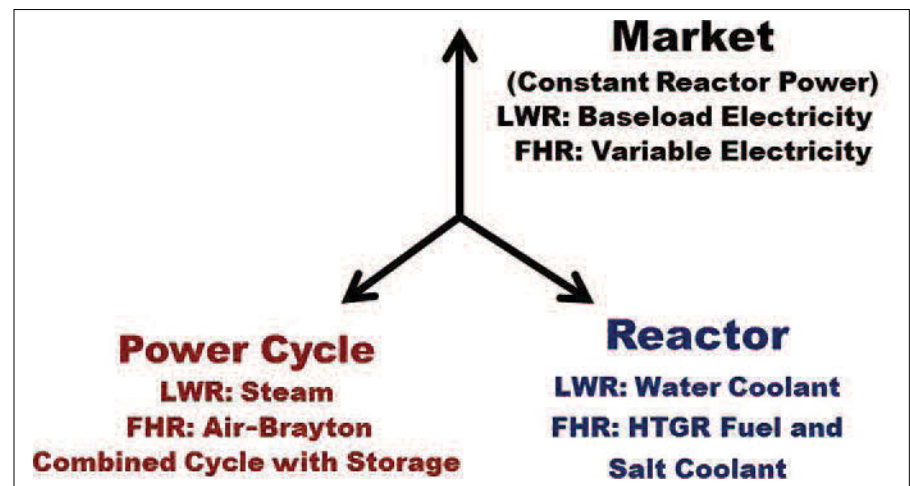 Market
(Constant Reactor Power)
LWR: Baseload Electricity
FHR: Variable Electricity
Power Cycle
LWR: Steam
FHR: Air-Brayton
Combined Cycle with Storage
Reactor
LWR: Water Coolant
FHR: HTGR Fuel and
Salt Coolant